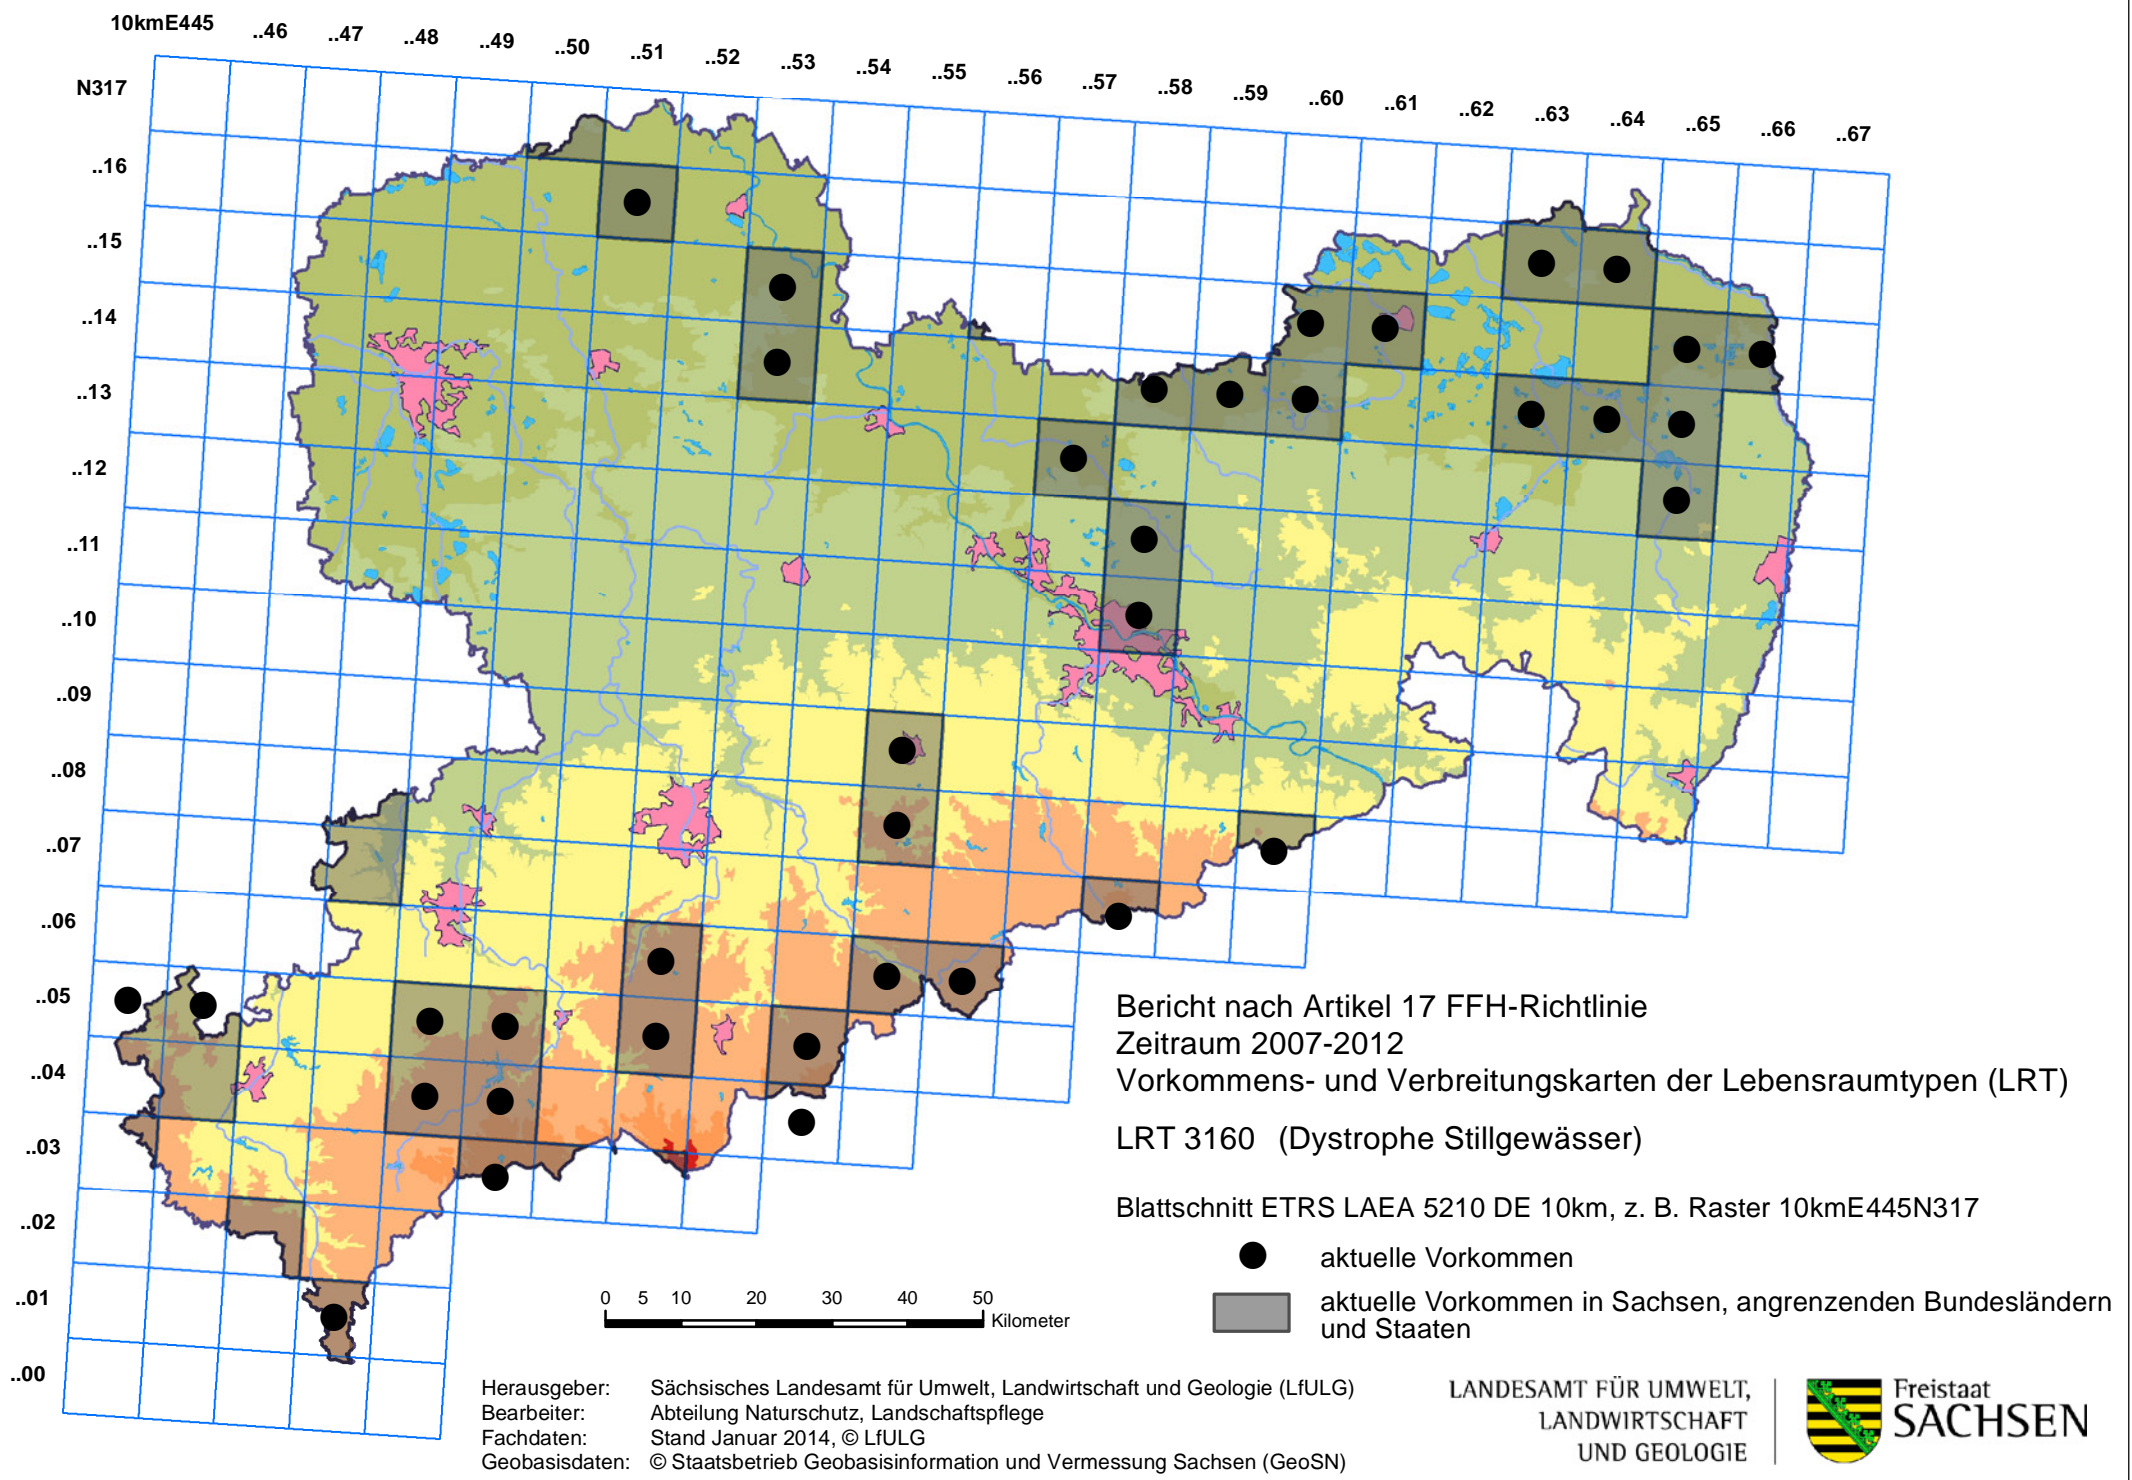 10kmE445 ..46 ..47 ..48 ..49 ..50 ..51 ..52 ..53 ..54 ..55 ..56 ..57 ..58 ..59 ..60 ..61 ..62 ..63 ..64 ..65 ..66 ..67
N317
..16
..15
..14
..13
..12
..11
..10
..09
..08
..07
..06
..05
..04
..03
..02
..01
..00
Bericht nach Artikel 17 FFH-Richtlinie
Zeitraum 2007-2012
Vorkommens- und Verbreitungskarten der Lebensraumtypen (LRT)
LRT 3160 (Dystrophe Stillgewässer)
Blattschnitt ETRS LAEA 5210 DE 10km, z. B. Raster 10kmE445N317
aktuelle Vorkommen
aktuelle Vorkommen in Sachsen, angrenzenden Bundesländern
und Staaten
0 5 10 20 30 40 50
Kilometer
Herausgeber: Sächsisches Landesamt für Umwelt, Landwirtschaft und Geologie (LfULG)
Bearbeiter: Abteilung Naturschutz, Landschaftspflege
Fachdaten: Stand Januar 2014, © LfULG
Geobasisdaten: © Staatsbetrieb Geobasisinformation und Vermessung Sachsen (GeoSN)
LANDESAMT FÜR UMWELT,
LANDWIRTSCHAFT
UND GEOLOGIE
Freistaat
SACHSEN